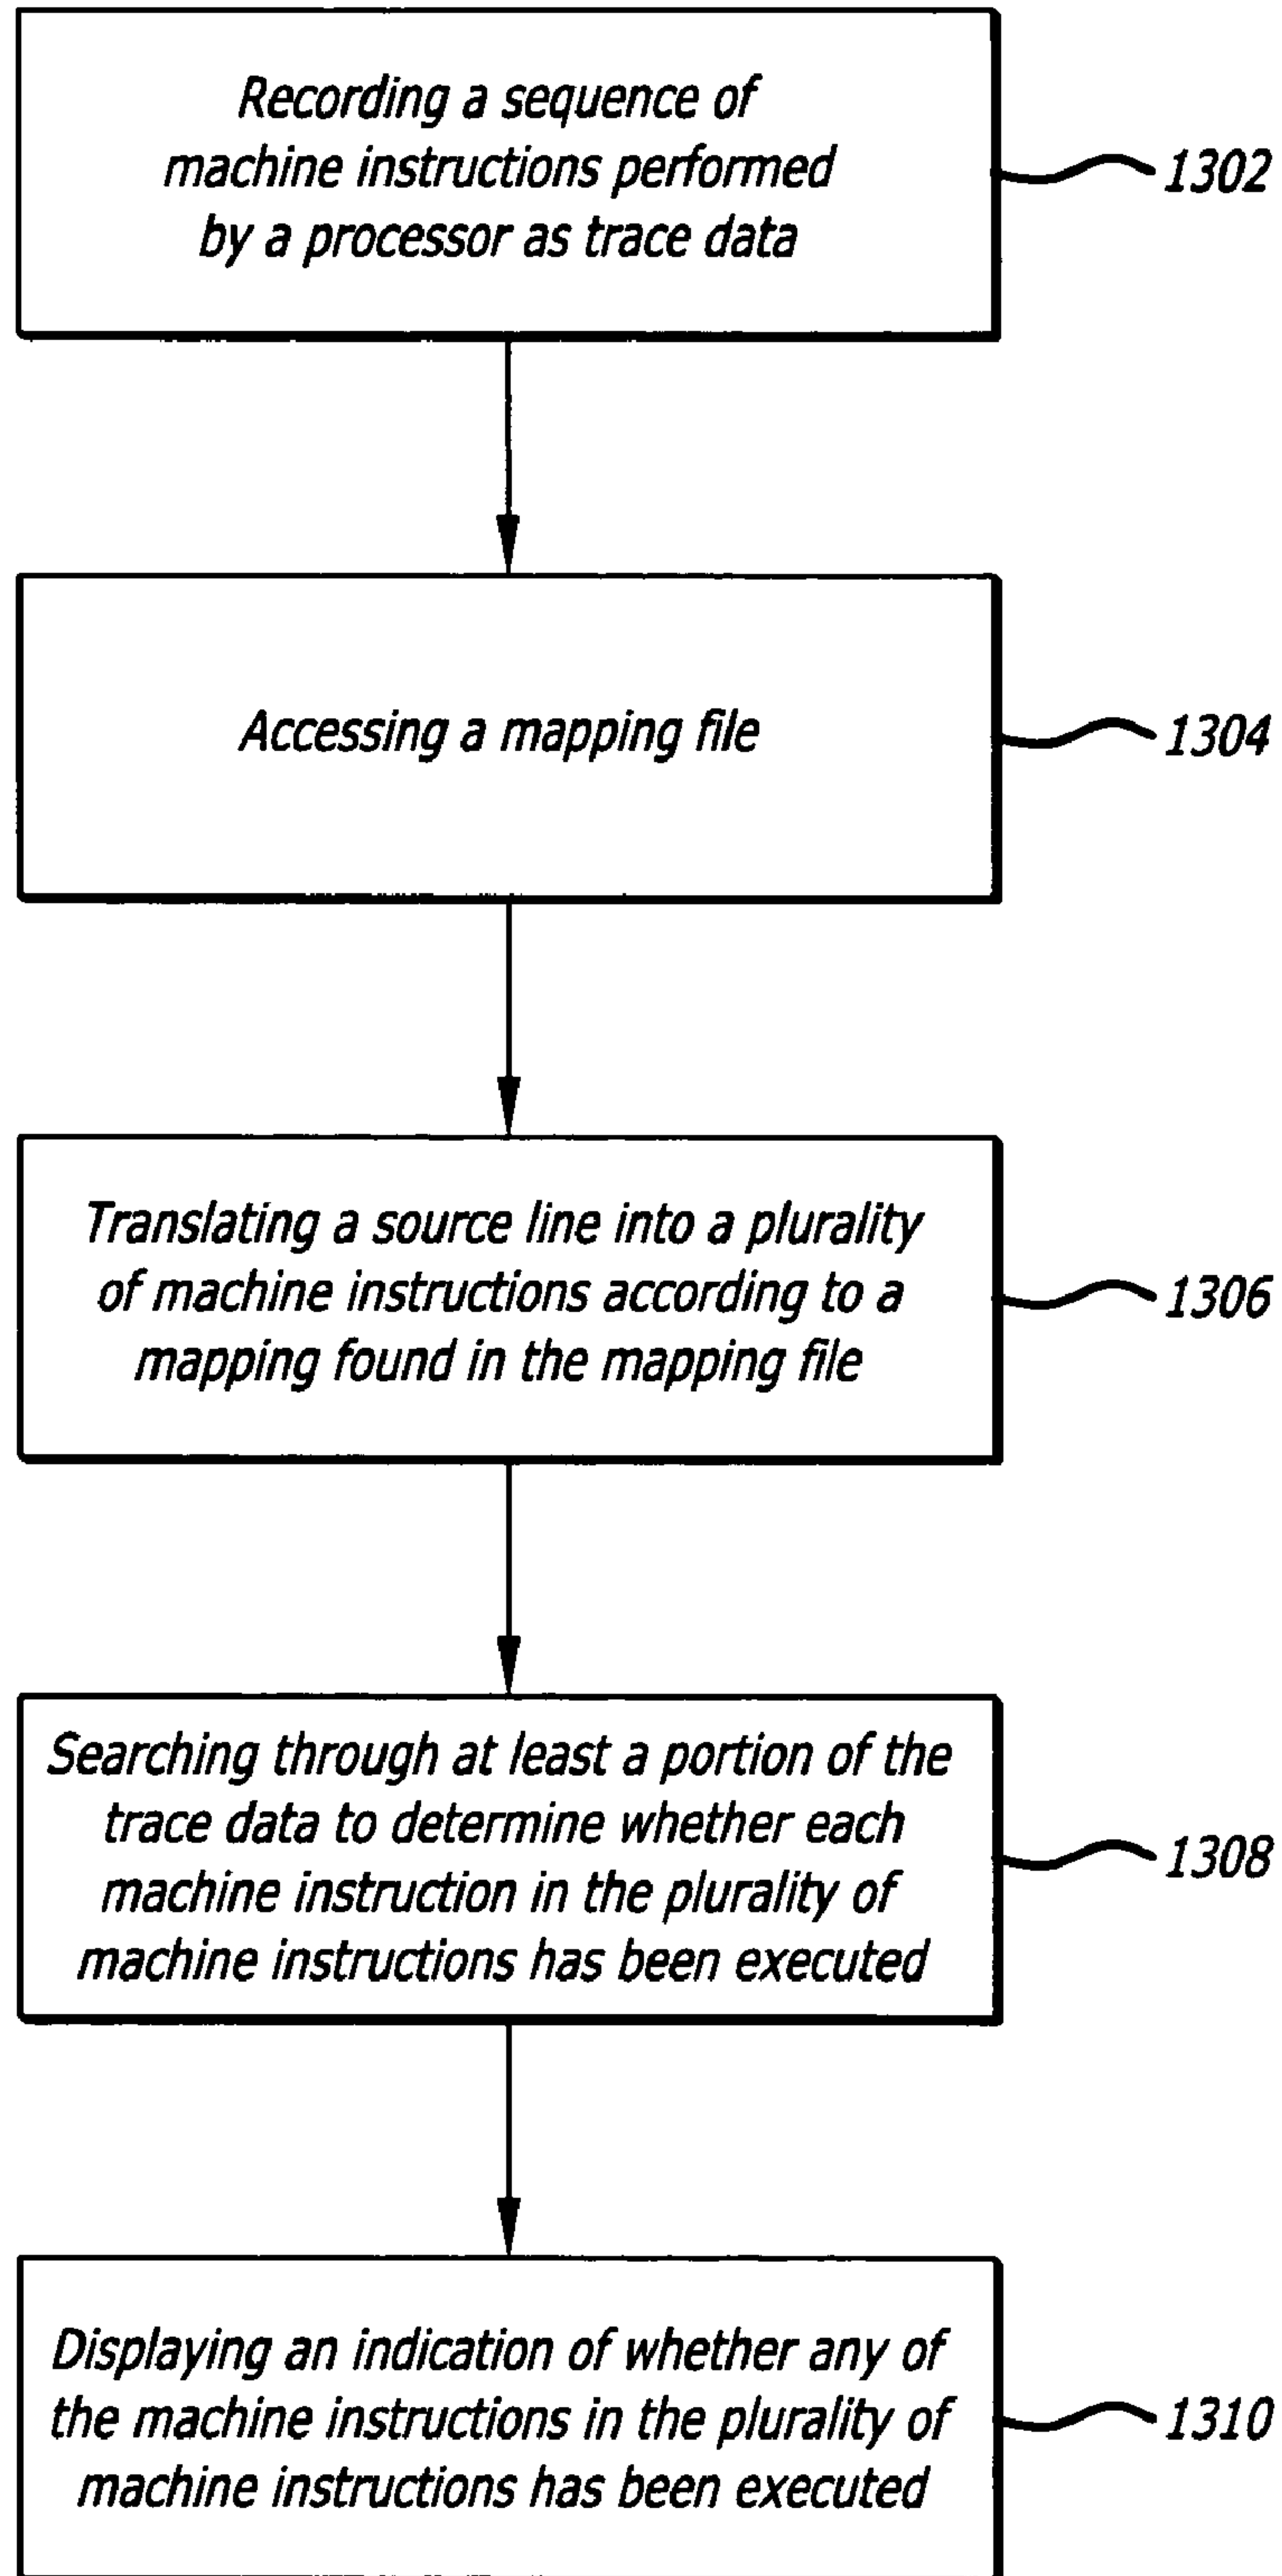 Recording a sequence of
machine instructions performed
by a processor as trace data
1302
Accessing a mapping file
1304
Translating a source line into a plurality
of machine instructions according to a
mapping found in the mapping file
1306
Searching through at least a portion of the
trace data to determine whether each
machine instruction in the plurality of
machine instructions has been executed
1308
Displaying an indication of whether any of
the machine instructions in the plurality of
machine instructions has been executed
1310